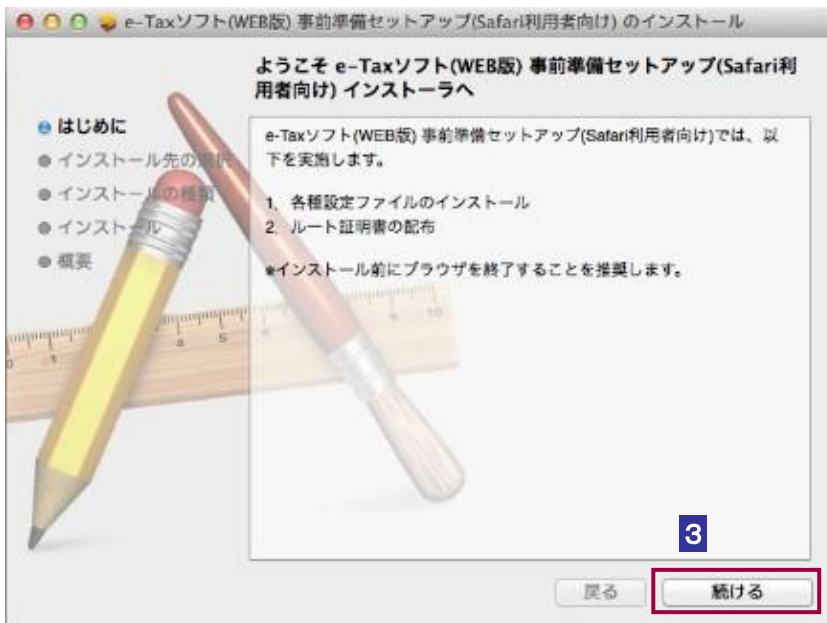 e-Taxソフト(WEB版) 事前準備セットアップ(Safari利用者向け) のインストール
ようこそ e-Taxソフト(WEB版) 事前準備セットアップ(Safari利
用者向け) インストーラへ
はじめに
インストール先の選択
インストールの種類
インストール
概要
e-Taxソフト(WEB版) 事前準備セットアップ(Safari利用者向け)では、以
下を実施します。
1. 各種設定ファイルのインストール
2. ルート証明書の配布
*インストール前にブラウザを終了することを推奨します。
3
戻る
続ける